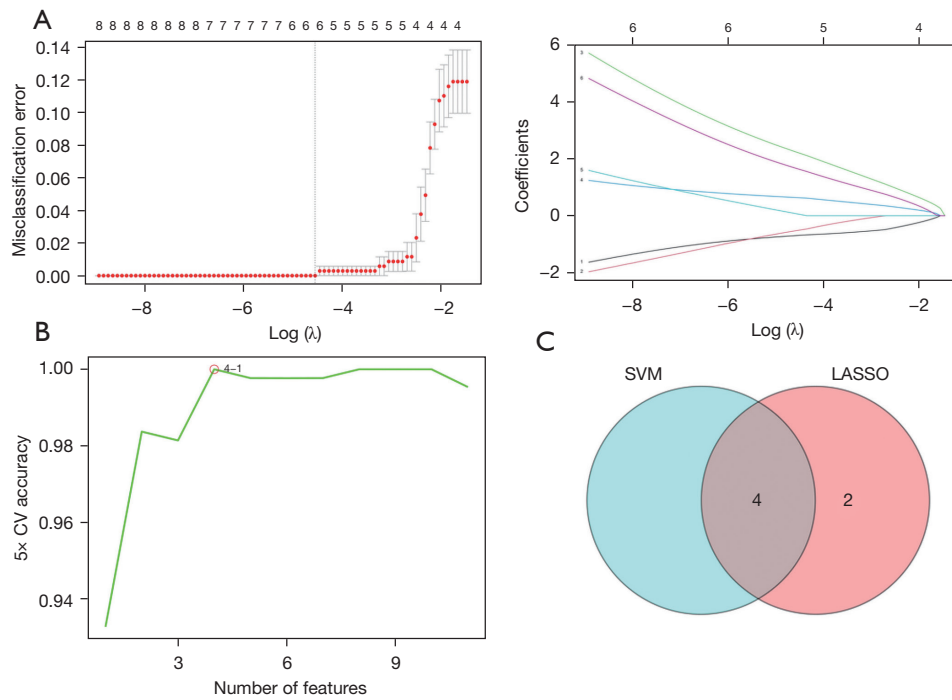 A
8 8 8 8 8 8 8 8 7 7 7 7 7 7 6 6 6 5 5 5 5 5 5 4 4 4 4
0.14
0.12
0.10
0.08
0.06
0.04
0.02
0.00
Misclassification error
−8 −6 −4 −2
Log (λ)
6 6 5 4
6
4
2
0
−2
Coefficients
−8 −6 −4 −2
Log (λ)
B
1.00
0.98
0.96
0.94
5× CV accuracy
4−1
3 6 9
Number of features
C
SVM LASSO
4 2